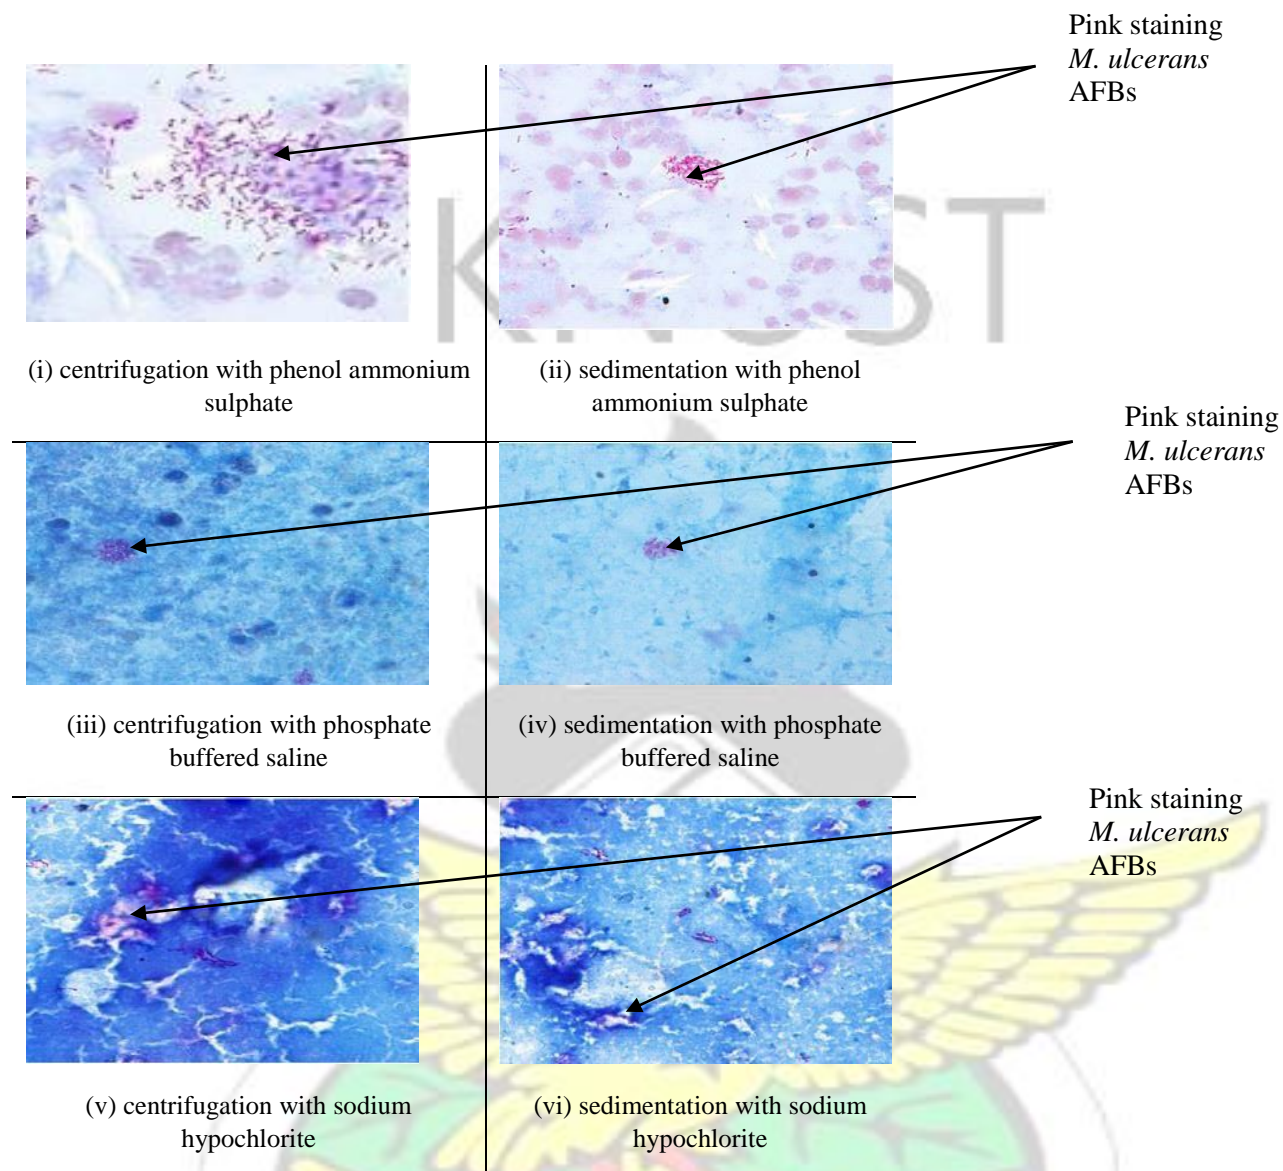 Pink staining
M. ulcerans
AFBs
KNUST
(i) centrifugation with phenol ammonium
sulphate
(ii) sedimentation with phenol
ammonium sulphate
Pink staining
M. ulcerans
AFBs
(iii) centrifugation with phosphate
buffered saline
(iv) sedimentation with phosphate
buffered saline
Pink staining
M. ulcerans
AFBs
(v) centrifugation with sodium
hypochlorite
(vi) sedimentation with sodium
hypochlorite